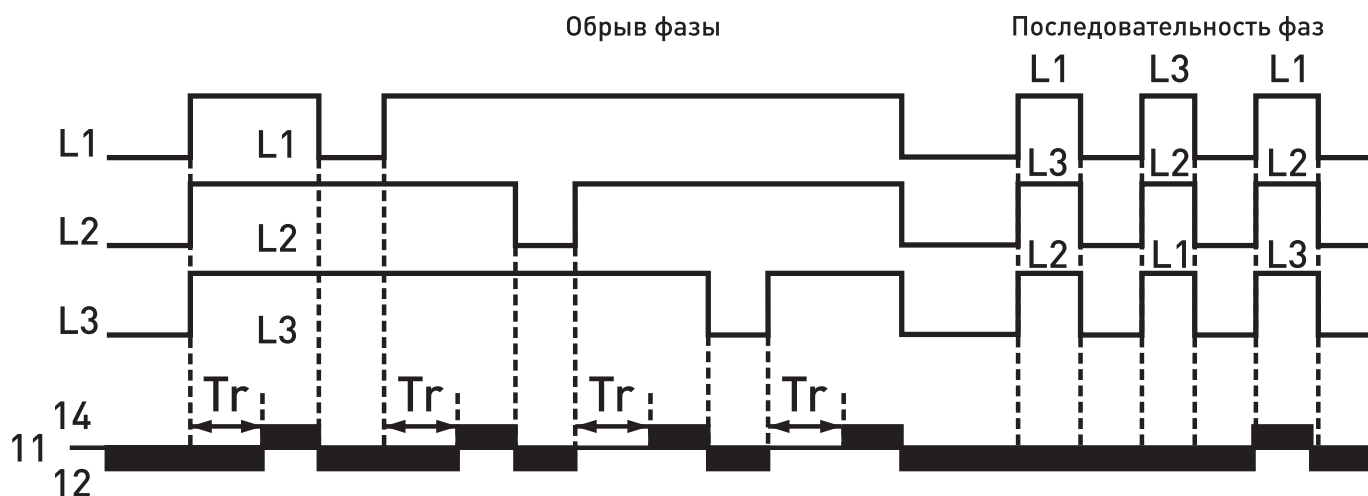 Обрыв фазы
Последовательность фаз
L1 L3 L1
L1 L1
L3 L2 L2
L2 L2
L2 L1 L3
L3 L3
Tr Tr Tr Tr
14
11
12